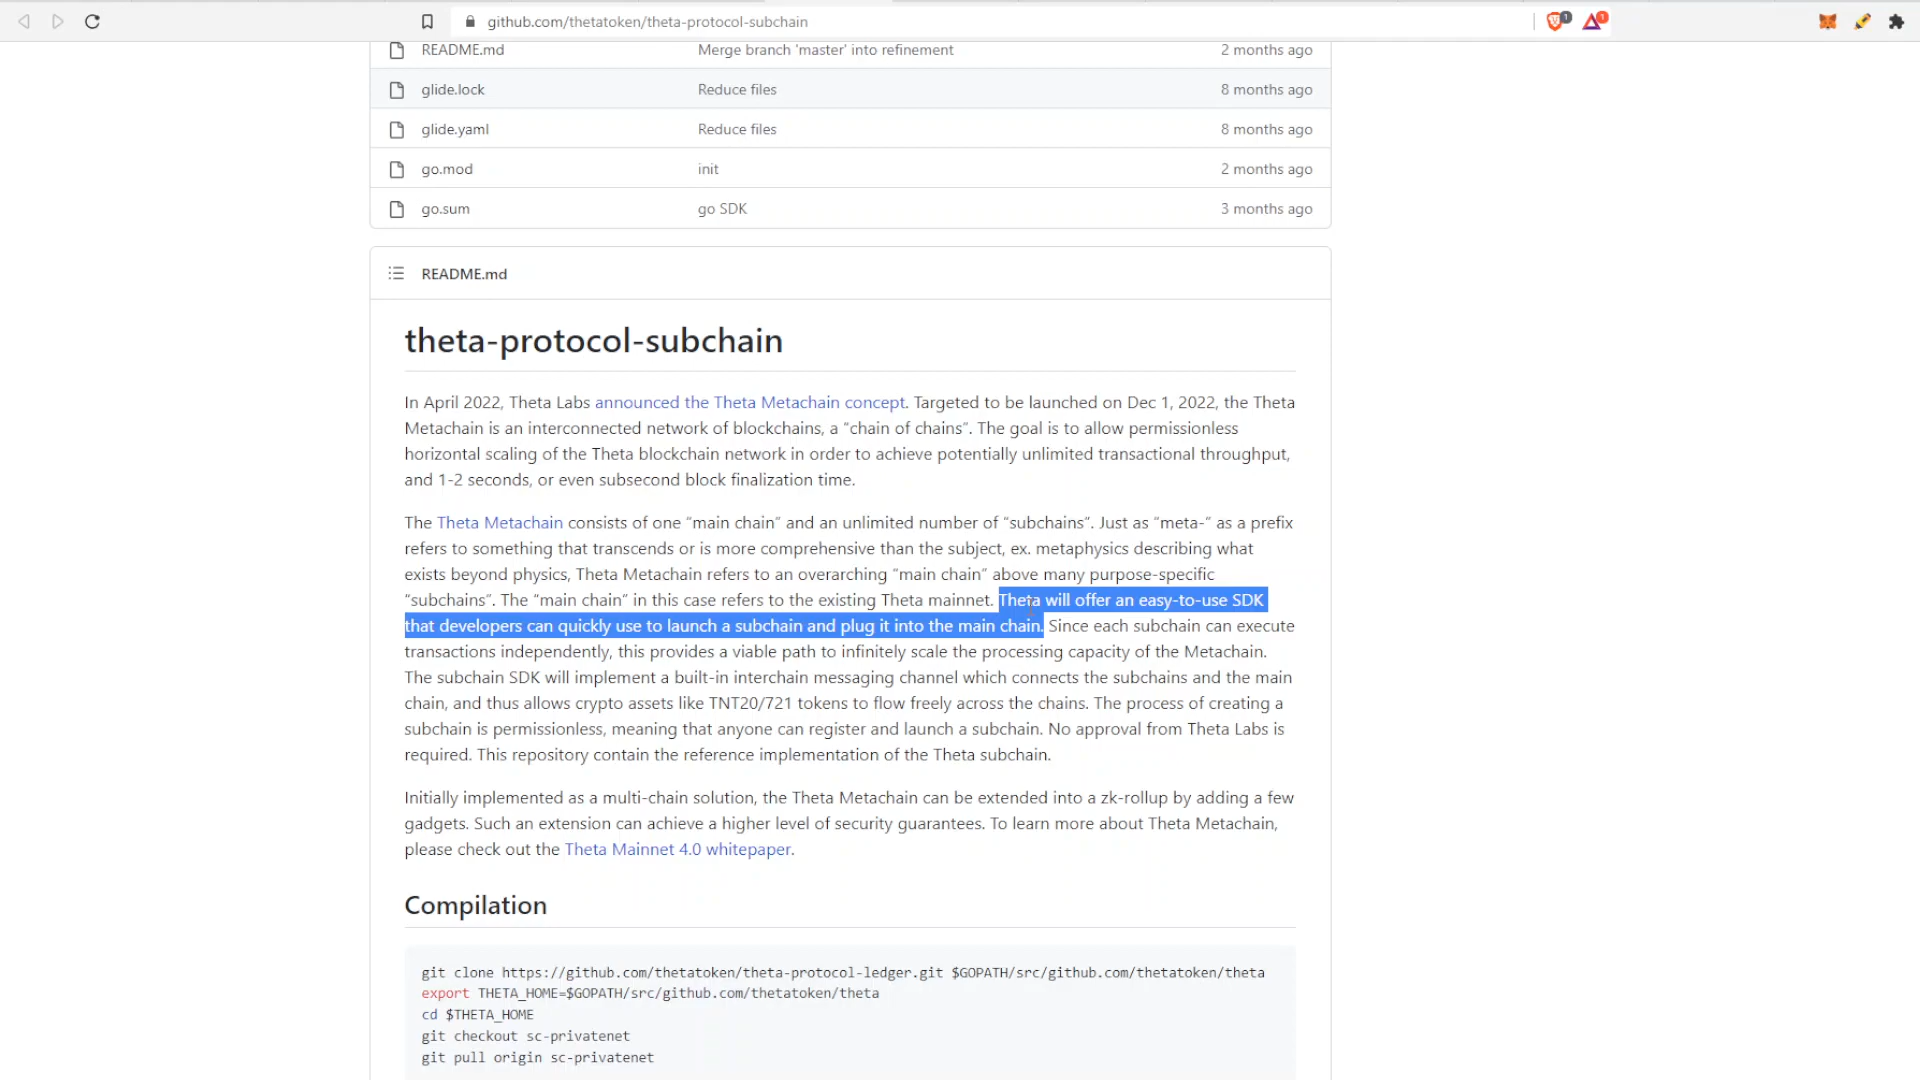 github.com/thetatoken/theta-protocol-subchain
1
1
README.md Merge branch 'master' into refinement 2 months ago
glide.lock Reduce files 8 months ago
glide.yaml Reduce files 8 months ago
go.mod init 2 months ago
go.sum go SDK 3 months ago
README.md
theta-protocol-subchain
In April 2022, Theta Labs announced the Theta Metachain concept. Targeted to be launched on Dec 1, 2022, the Theta
Metachain is an interconnected network of blockchains, a “chain of chains”. The goal is to allow permissionless
horizontal scaling of the Theta blockchain network in order to achieve potentially unlimited transactional throughput,
and 1-2 seconds, or even subsecond block finalization time.
The Theta Metachain consists of one “main chain” and an unlimited number of “subchains”. Just as “meta-” as a prefix
refers to something that transcends or is more comprehensive than the subject, ex. metaphysics describing what
exists beyond physics, Theta Metachain refers to an overarching “main chain” above many purpose-specific
“subchains”. The “main chain” in this case refers to the existing Theta mainnet. Theta will offer an easy-to-use SDK
that developers can quickly use to launch a subchain and plug it into the main chain. Since each subchain can execute
transactions independently, this provides a viable path to infinitely scale the processing capacity of the Metachain.
The subchain SDK will implement a built-in interchain messaging channel which connects the subchains and the main
chain, and thus allows crypto assets like TNT20/721 tokens to flow freely across the chains. The process of creating a
subchain is permissionless, meaning that anyone can register and launch a subchain. No approval from Theta Labs is
required. This repository contain the reference implementation of the Theta subchain.
Initially implemented as a multi-chain solution, the Theta Metachain can be extended into a zk-rollup by adding a few
gadgets. Such an extension can achieve a higher level of security guarantees. To learn more about Theta Metachain,
please check out the Theta Mainnet 4.0 whitepaper.
Compilation
git clone https://github.com/thetatoken/theta-protocol-ledger.git $GOPATH/src/github.com/thetatoken/theta
export THETA_HOME=$GOPATH/src/github.com/thetatoken/theta
cd $THETA_HOME
git checkout sc-privatenet
git pull origin sc-privatenet